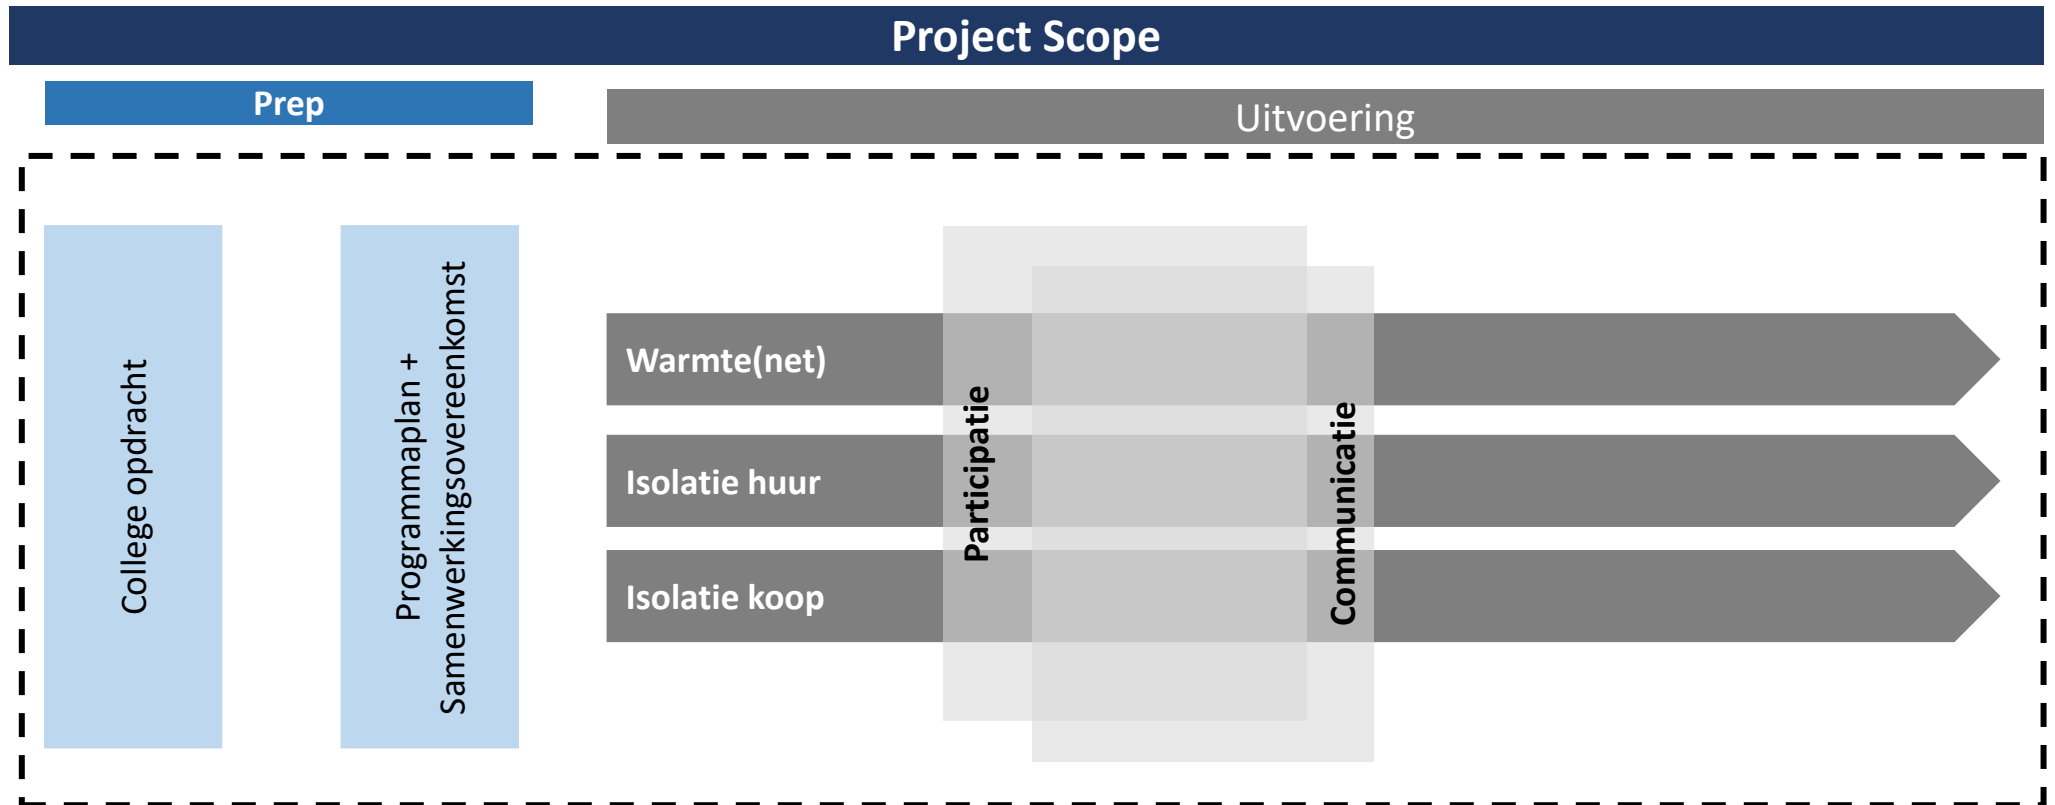 Project Scope
Prep
Uitvoering
College opdracht
Programmaplan +
Samenwerkingsovereenkomst
Warmte(net)
Isolatie huur
Isolatie koop
Participatie
Communicatie